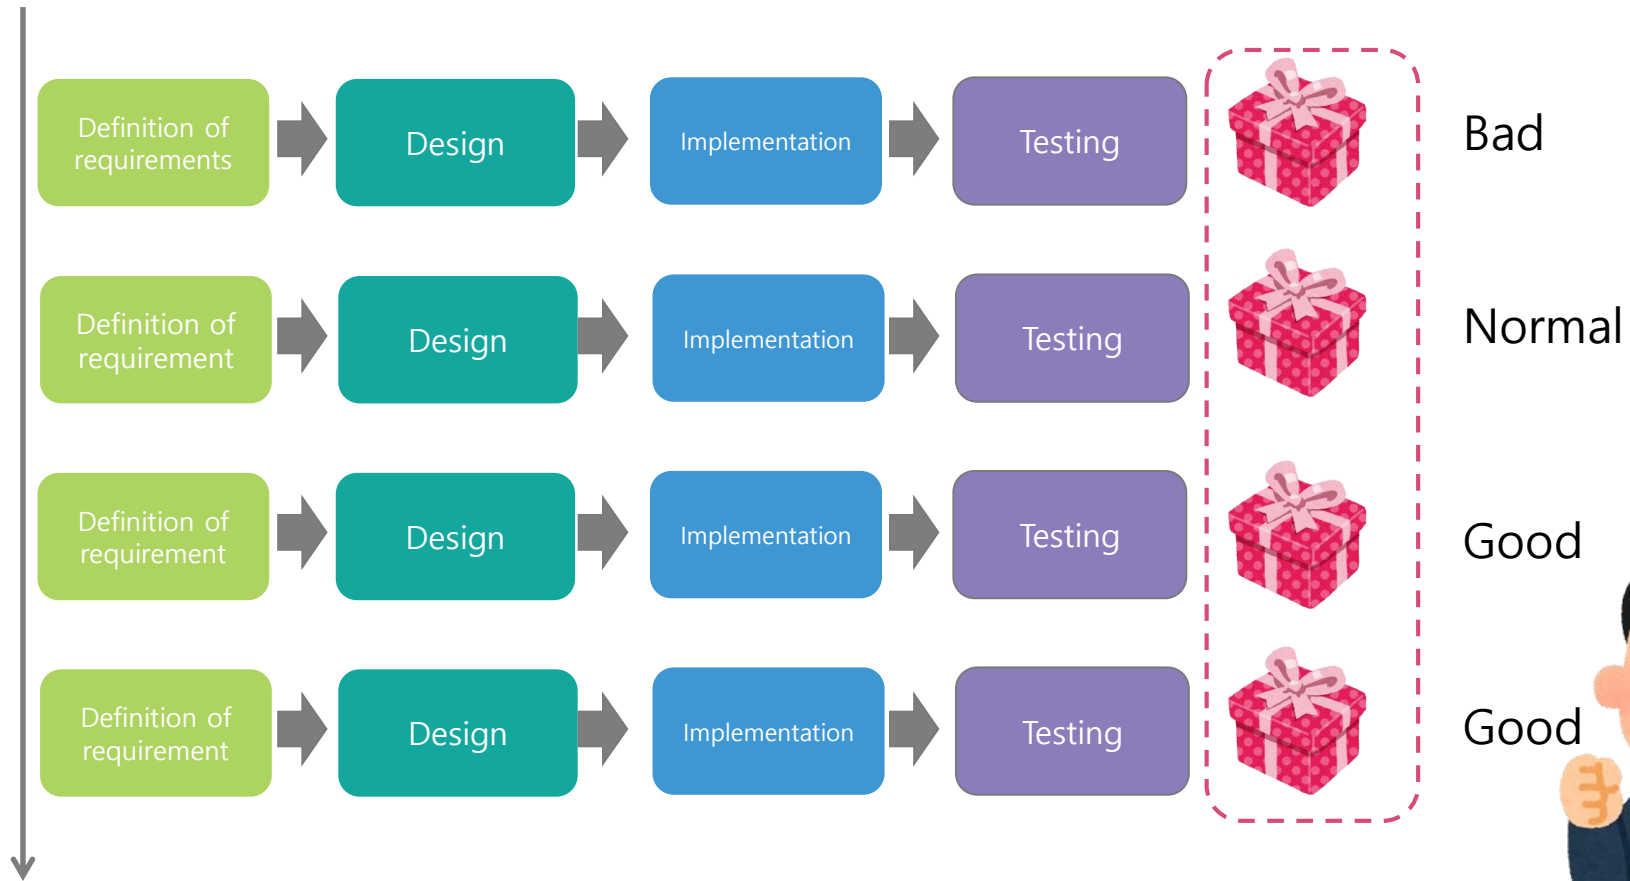 Definition of
requirements
Design
Implementation
Testing
Bad
Definition of
requirement
Design
Implementation
Testing
Normal
Definition of
requirement
Design
Implementation
Testing
Good
Definition of
requirement
Design
Implementation
Testing
Good